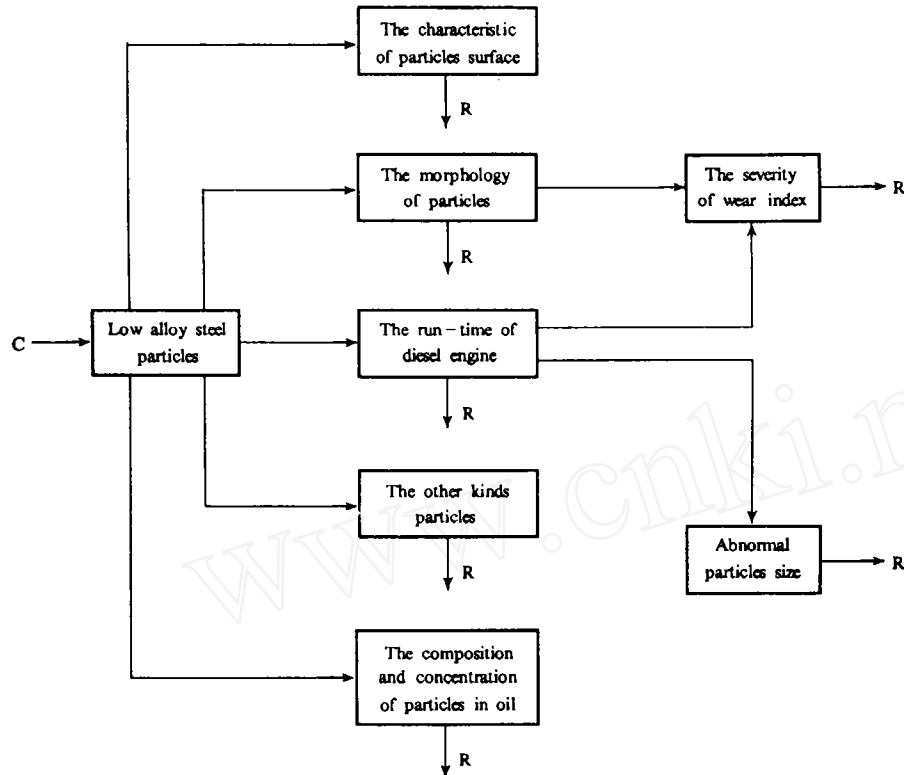 The characteristic
of particles surface
R
The morphology
of particles
The severity
of wear index
R
R
C
Low alloy steel
particles
The run-time of
diesel engine
R
The other kinds
particles
R
Abnormal
particles size
R
The composition
and concentration
of particles in oil
R
www.cnki.n